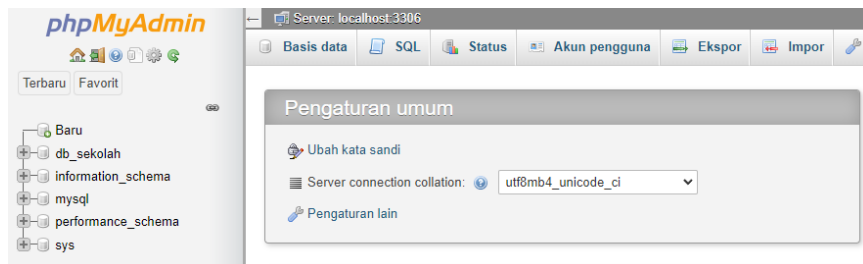 phpMyAdmin
Terbaru Favorit
Baru
db_sekolah
information_schema
mysql
performance_schema
sys
Server: localhost:3306
Basis data SQL Status Akun pengguna Ekspor Impor
Pengaturan umum
Ubah kata sandi
Server connection collation: utf8mb4_unicode_ci
Pengaturan lain